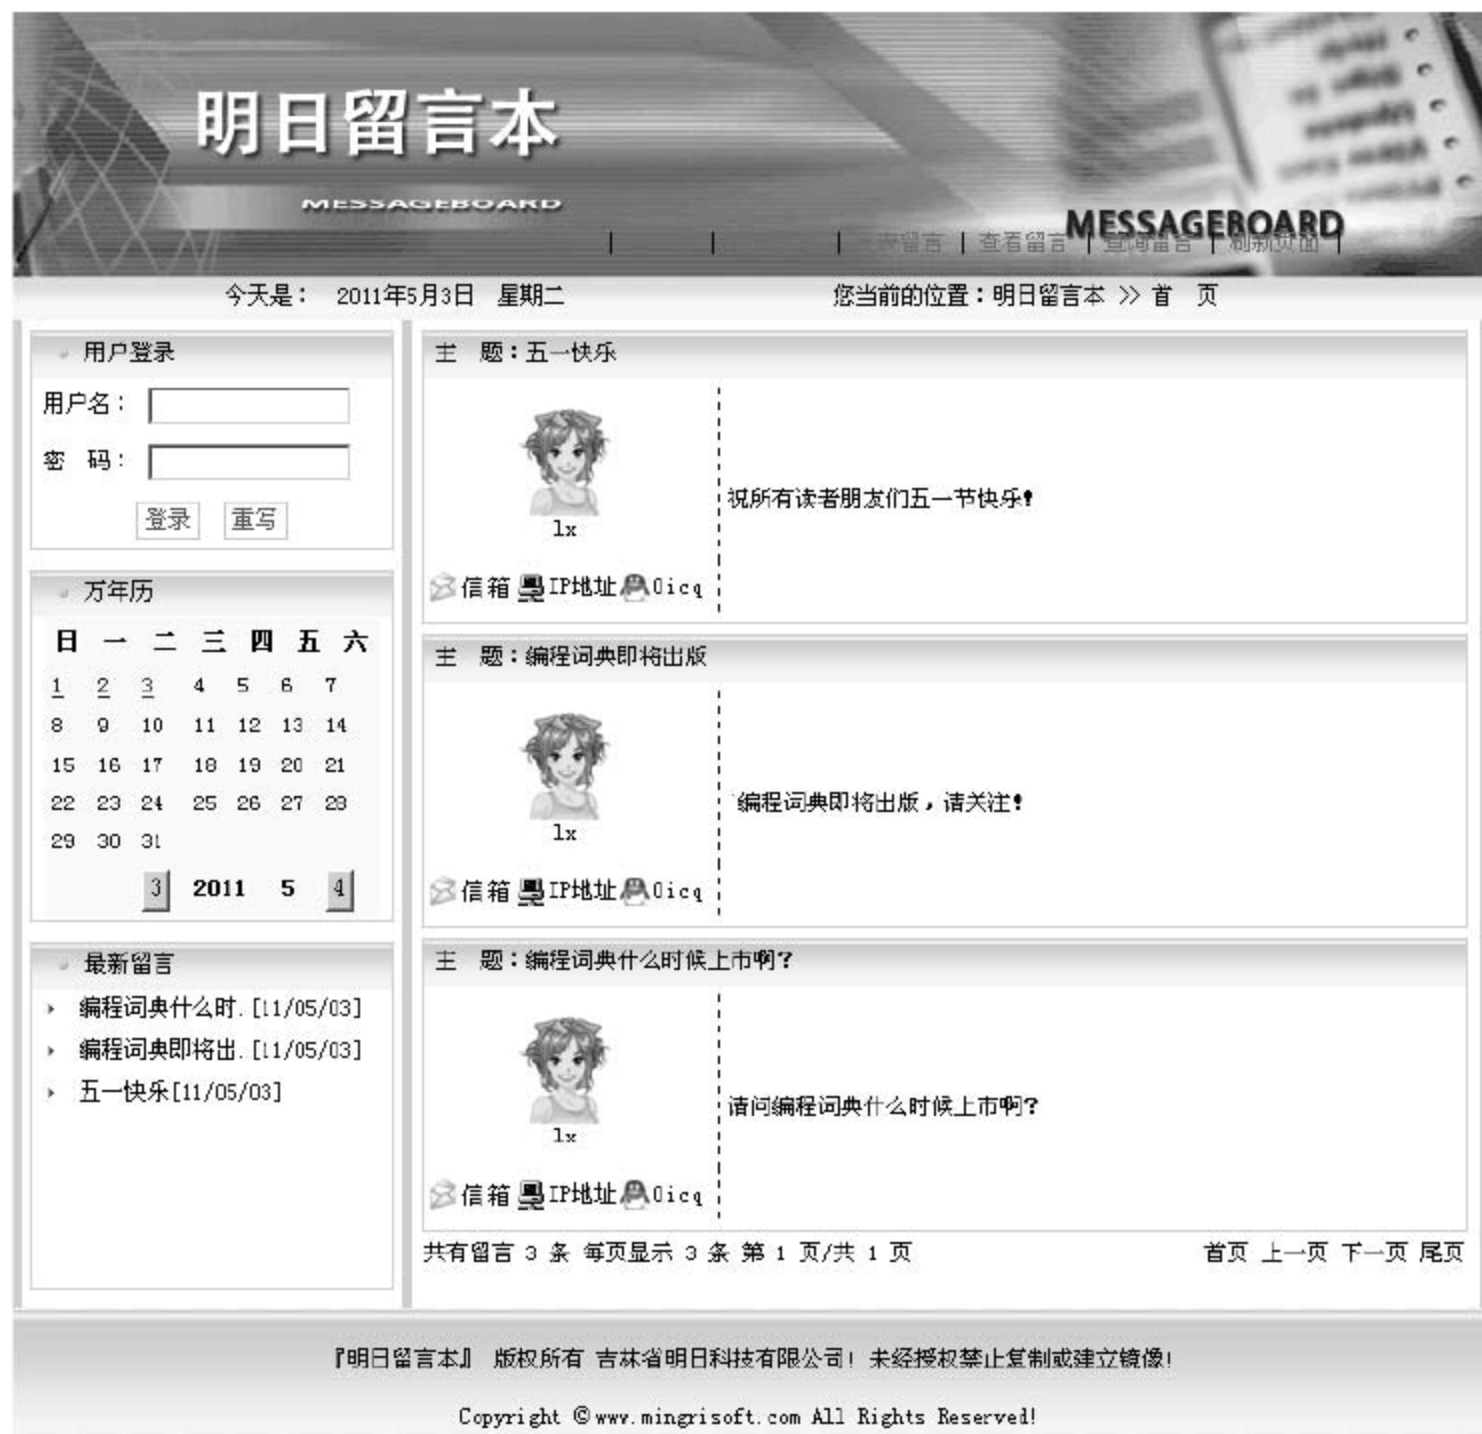 明日留言本
MESSAGEBOARD
MESSAGEBOARD
| | | 表留言 | 查看留言 | 查询留言 | 刷新页面 |
今天是： 2011年5月3日 星期二 您当前的位置：明日留言本 >> 首 页
用户登录
用户名：
密 码：
登录 重写
万年历
日 一 二 三 四 五 六
1 2 3 4 5 6 7
8 9 10 11 12 13 14
15 16 17 18 19 20 21
22 23 24 25 26 27 28
29 30 31
3 2011 5 4
最新留言
编程词典什么时.[11/05/03]
编程词典即将出.[11/05/03]
五一快乐[11/05/03]
主 题：五一快乐
lx
信箱 IP地址 Oicq
祝所有读者朋友们五一节快乐!
主 题：编程词典即将出版
lx
信箱 IP地址 Oicq
编程词典即将出版，请关注!
主 题：编程词典什么时候上市啊?
lx
信箱 IP地址 Oicq
请问编程词典什么时候上市啊?
共有留言 3 条 每页显示 3 条 第 1 页/共 1 页 首页 上一页 下一页 尾页
『明日留言本』 版权所有 吉林省明日科技有限公司! 未经授权禁止复制或建立镜像!
Copyright ©www.mingrisoft.com All Rights Reserved!